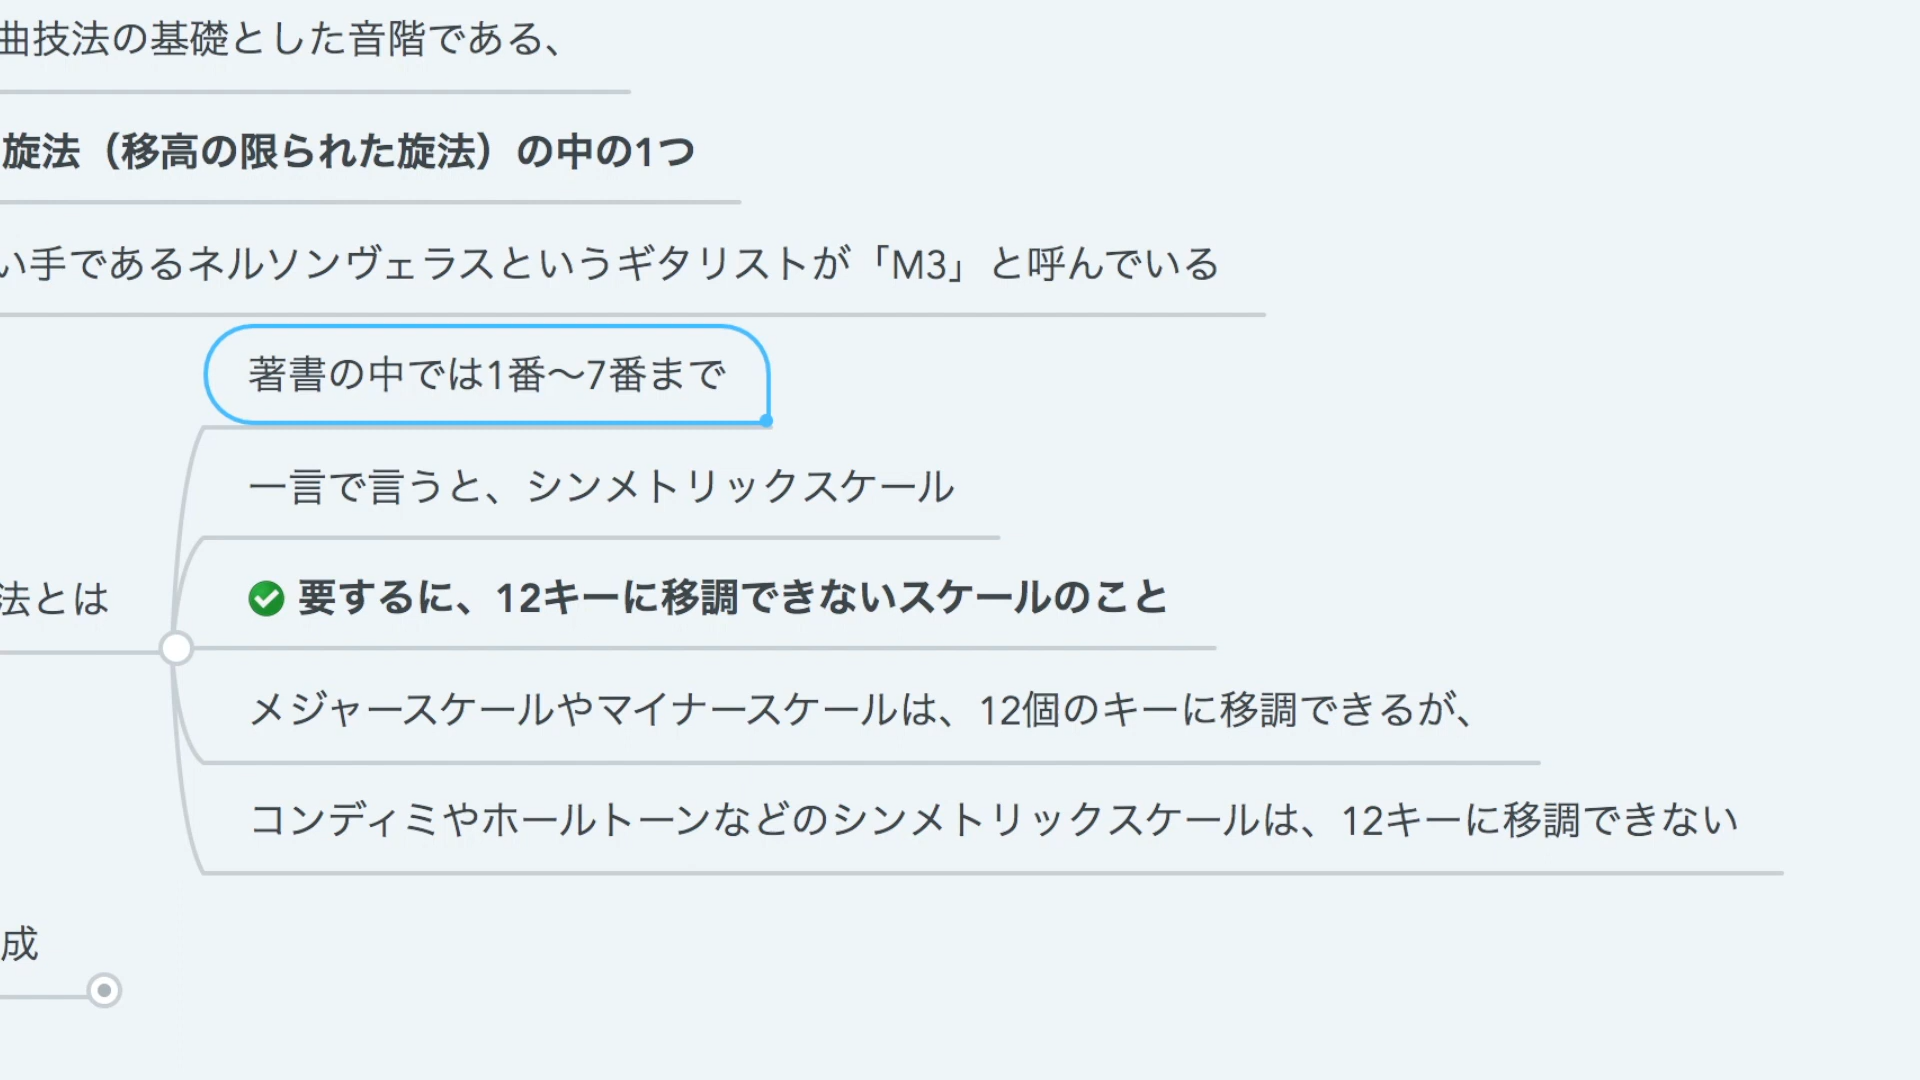 曲技法の基礎とした音階である、
旋法（移高の限られた旋法）の中の1つ
い手であるネルソンヴェラスというギタリストが「M3」と呼んでいる
著書の中では1番〜7番まで
一言で言うと、シンメトリックスケール
法とは
要するに、12キーに移調できないスケールのこと
メジャースケールやマイナースケールは、12個のキーに移調できるが、
コンディミやホールトーンなどのシンメトリックスケールは、12キーに移調できない
成